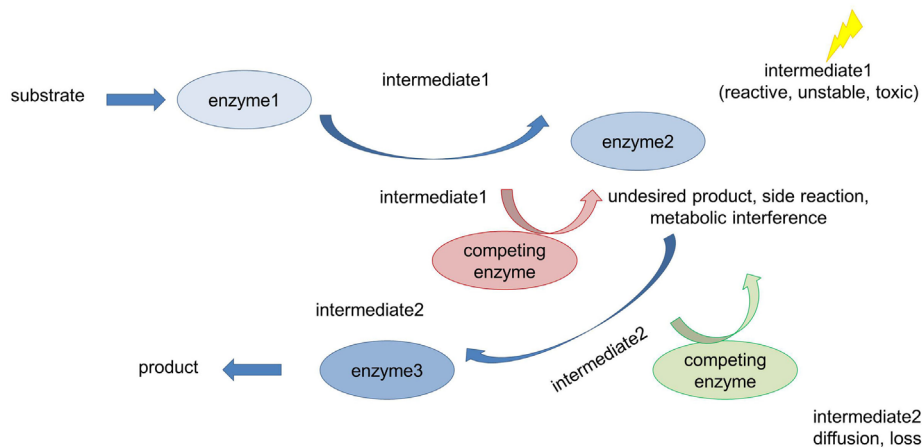 intermediate1
(reactive, unstable, toxic)
intermediate1
substrate
enzyme1
enzyme2
intermediate1
undesired product, side reaction,
metabolic interference
competing
enzyme
intermediate2
intermediate2
product
enzyme3
competing
enzyme
intermediate2
diffusion, loss